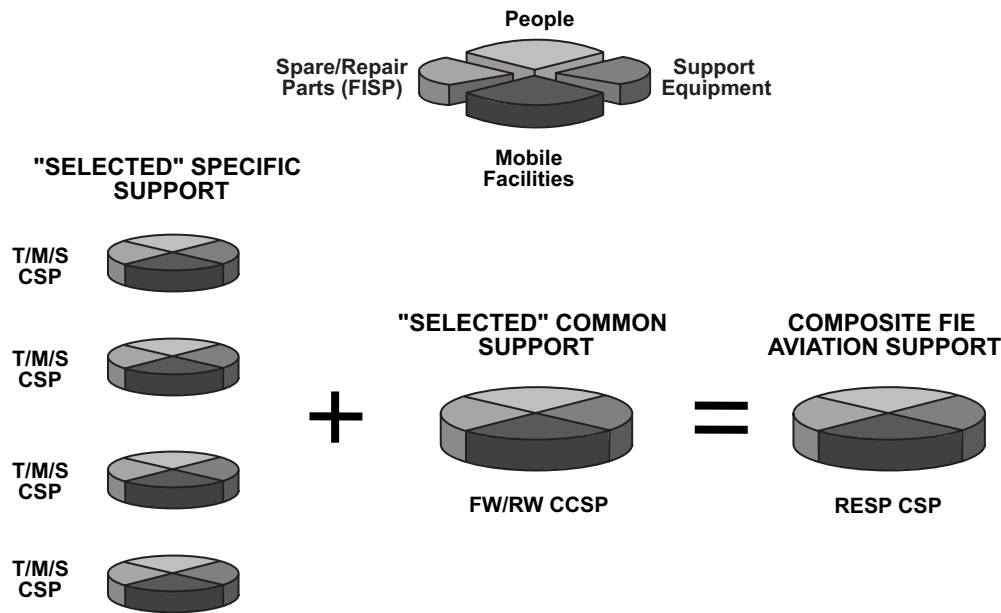 People
Spare/Repair
Parts (FISP)
Support
Equipment
Mobile
Facilities
"SELECTED" SPECIFIC
SUPPORT
T/M/S
CSP
T/M/S
CSP
T/M/S
CSP
T/M/S
CSP
+
"SELECTED" COMMON
SUPPORT
FW/RW CCSP
=
COMPOSITE FIE
AVIATION SUPPORT
RESP CSP